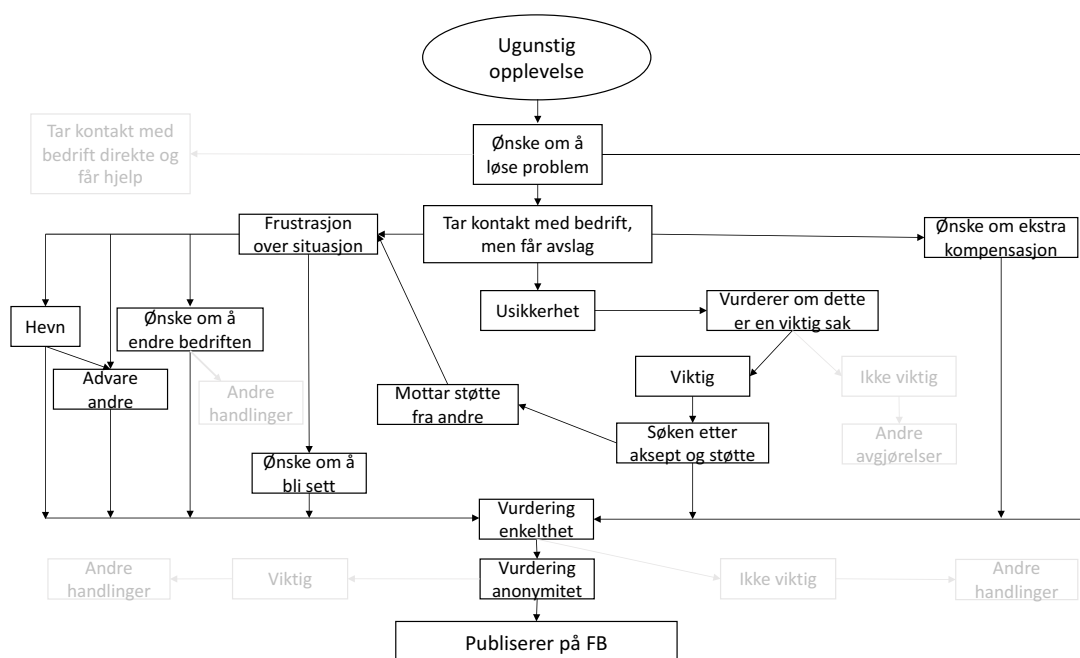 Ugunstig
opplevelse
Tar kontakt med
bedrift direkte og
får hjelp
Ønske om å
løse problem
Frustrasjon
over situasjon
Tar kontakt med bedrift,
men får avslag
Ønske om ekstra
kompensasjon
Hevn
Ønske om å
endre bedriften
Usikkerhet
Vurderer om dette
er en viktig sak
Advare
andre
Andre
handlinger
Mottar støtte
fra andre
Viktig
Ikke viktig
Søken etter
aksept og støtte
Andre
avgjørelser
Ønske om å
bli sett
Vurdering
enkelthet
Andre
handlinger
Viktig
Vurdering
anonymitet
Ikke viktig
Andre
handlinger
Publiserer på FB